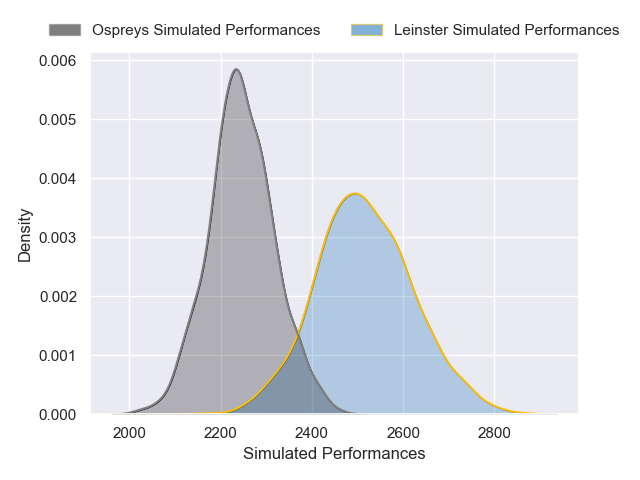 Ospreys Simulated Performances
Leinster Simulated Performances
0.006
0.005
0.004
0.003
0.002
0.001
0.000
Density
2000 2200 2400 2600 2800
Simulated Performances